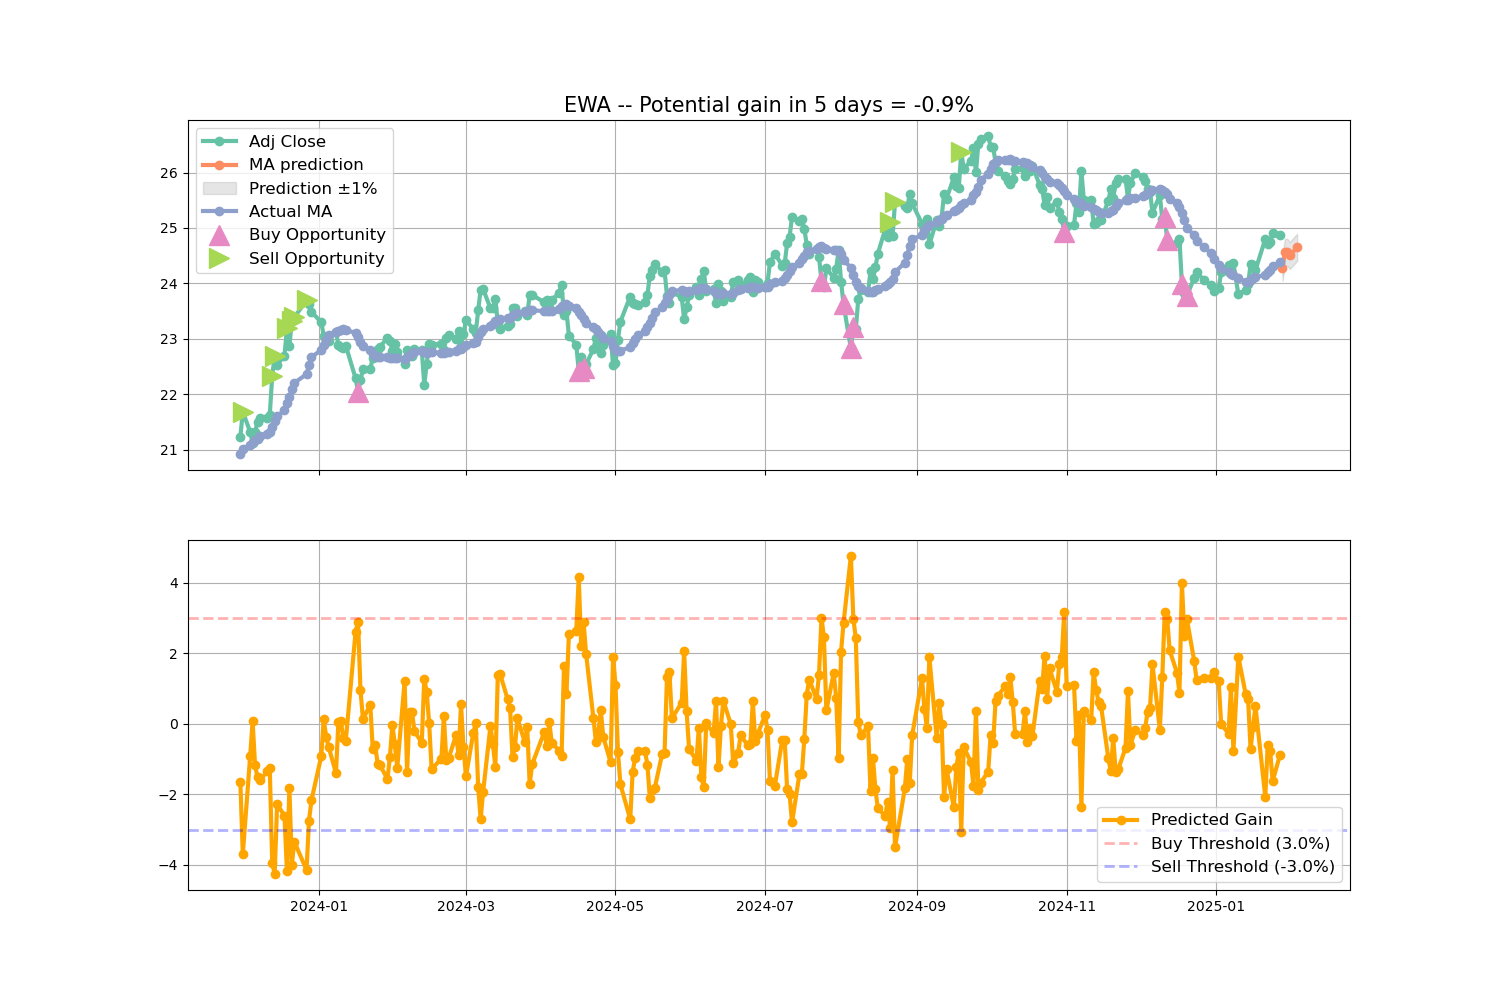 EWA -- Potential gain in 5 days = -0.9%
Adj Close
MA prediction
Prediction ±1%
Actual MA
Buy Opportunity
Sell Opportunity
26
25
24
23
22
21
4
2
0
−2
−4
Predicted Gain
Buy Threshold (3.0%)
Sell Threshold (-3.0%)
2024-01 2024-03 2024-05 2024-07 2024-09 2024-11 2025-01